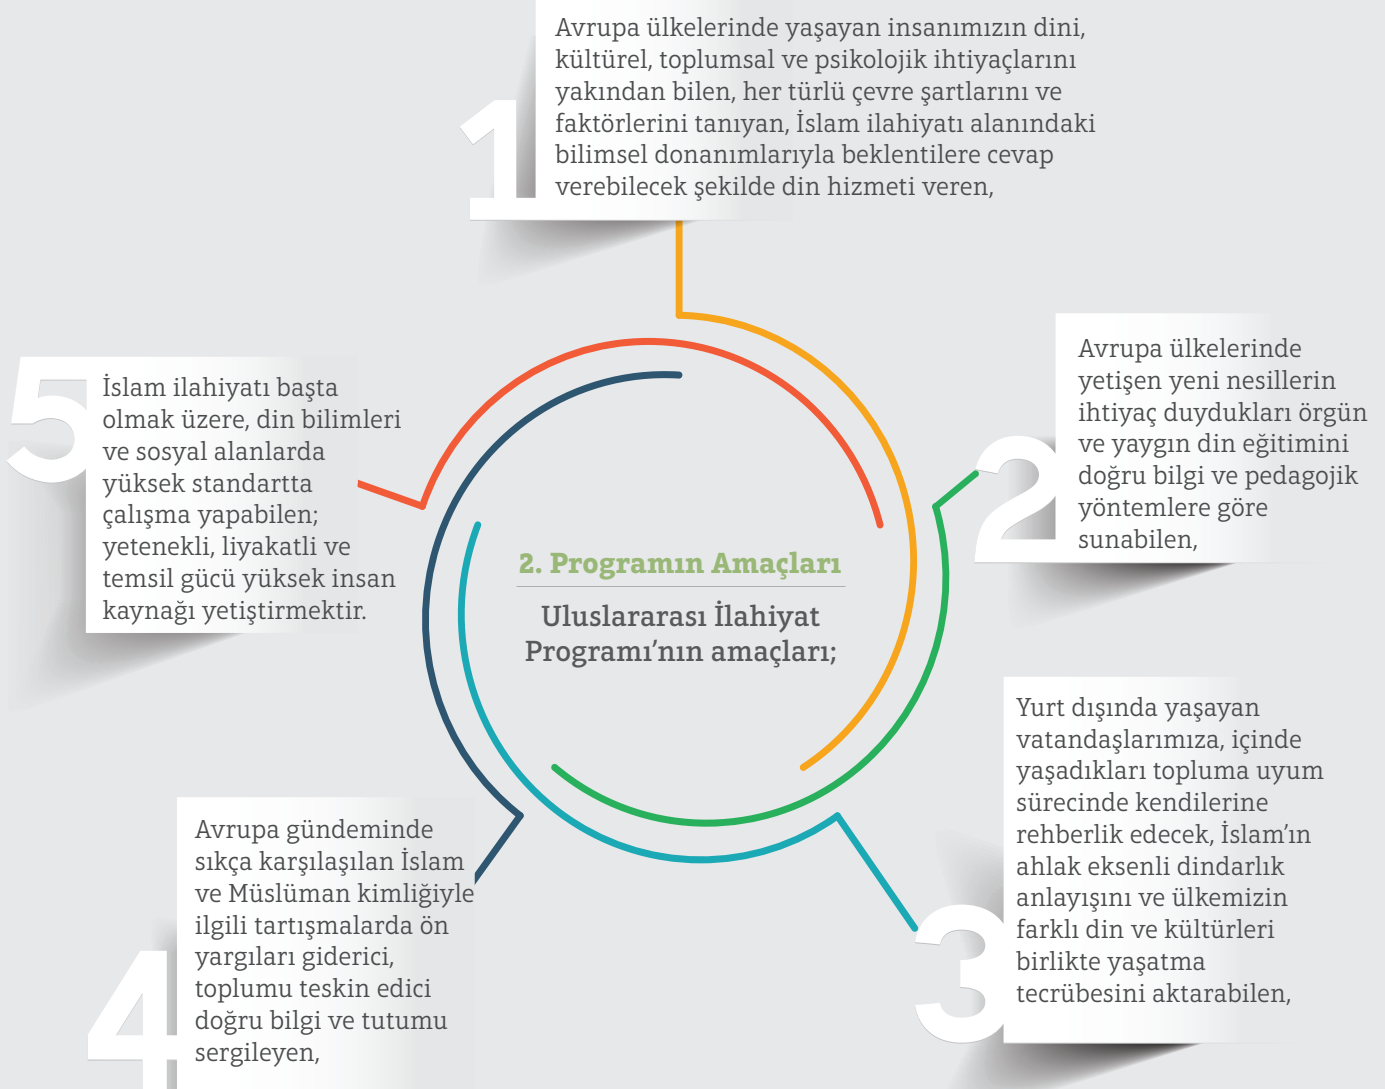 2. Programın Amaçları
Uluslararası İlahiyat
Programı’nın amaçları;
1
Avrupa ülkelerinde yaşayan insanımızın dini,
kültürel, toplumsal ve psikolojik ihtiyaçlarını
yakından bilen, her türlü çevre şartlarını ve
faktörlerini tanıyan, İslam ilahiyatı alanındaki
bilimsel donanımlarıyla beklentilere cevap
verebilecek şekilde din hizmeti veren,
2
Avrupa ülkelerinde
yetişen yeni nesillerin
ihtiyaç duydukları örgün
ve yaygın din eğitimini
doğru bilgi ve pedagojik
yöntemlere göre
sunabilen,
3
Yurt dışında yaşayan
vatandaşlarımıza, içinde
yaşadıkları topluma uyum
sürecinde kendilerine
rehberlik edecek, İslam’ın
ahlak eksenli dindarlık
anlayışını ve ülkemizin
farklı din ve kültürleri
birlikte yaşatma
tecrübesini aktarabilen,
4
Avrupa gündeminde
sıkça karşılaşılan İslam
ve Müslüman kimliğiyle
ilgili tartışmalarda ön
yargıları giderici,
toplumu teskin edici
doğru bilgi ve tutumu
sergileyen,
5
İslam ilahiyatı başta
olmak üzere, din bilimleri
ve sosyal alanlarda
yüksek standartta
çalışma yapabilen;
yetenekli, liyakatli ve
temsil gücü yüksek insan
kaynağı yetiştirmektir.